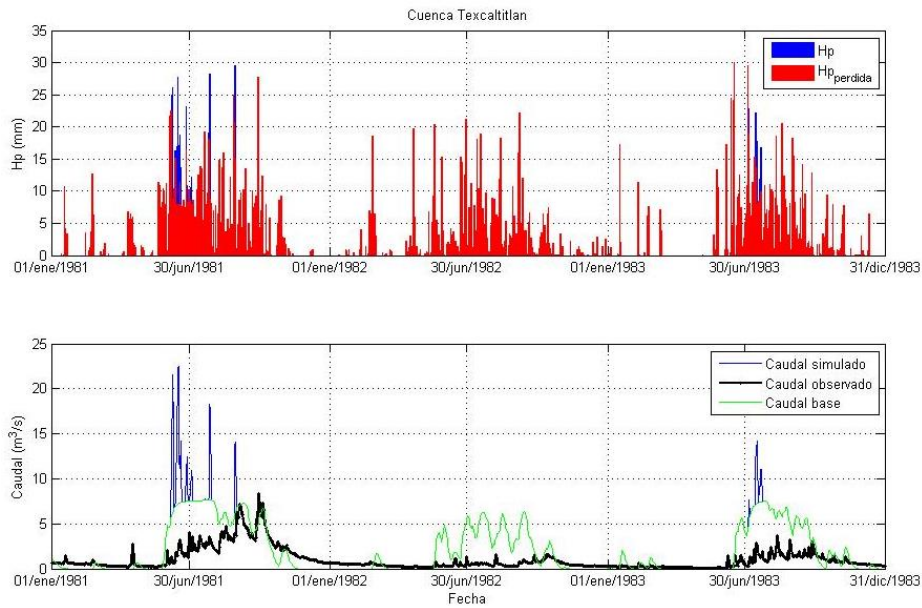 Cuenca Texcaltitlan
35
30
25
20
15
10
5
0
Hp (mm)
Hp
Hp perdida
01/ene/1981 30/jun/1981 01/ene/1982 30/jun/1982 01/ene/1983 30/jun/1983 31/dic/1983
25
20
15
10
5
0
Caudal (m³/s)
Caudal simulado
Caudal observado
Caudal base
01/ene/1981 30/jun/1981 01/ene/1982 30/jun/1982 01/ene/1983 30/jun/1983 31/dic/1983
Fecha